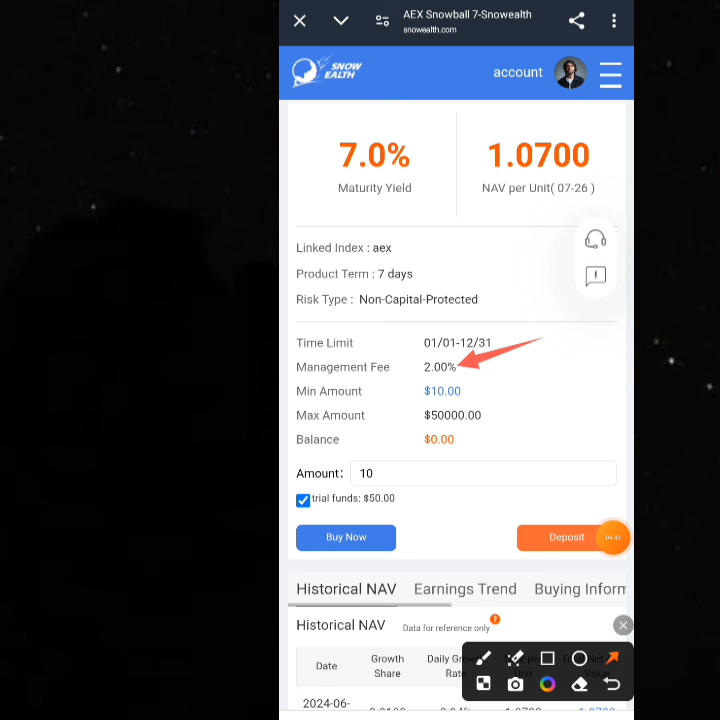 AEX Snowball 7-Snowealth
snowealth.com
SNOW
EALTH
account
7.0%
1.0700
Maturity Yield
NAV per Unit( 07-26 )
Linked Index : aex
Product Term : 7 days
Risk Type : Non-Capital-Protected
Time Limit 01/01-12/31
Management Fee 2.00%
Min Amount $10.00
Max Amount $50000.00
Balance $0.00
Amount: 10
trial funds: $50.00
Buy Now
Deposit
04:43
Historical NAV Earnings Trend Buying Inform
Historical NAV Data for reference only ?
Date
Growth
Share
Daily
Rate
Value
2024-06-